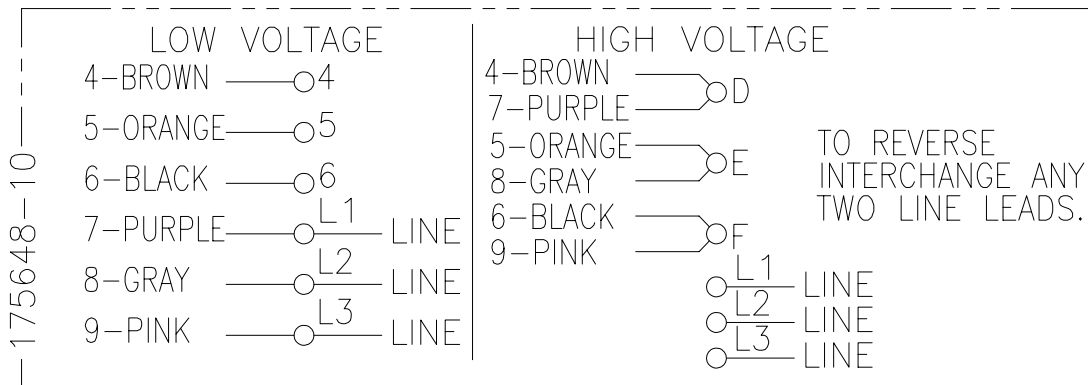 LOW VOLTAGE
4-BROWN 4
5-ORANGE 5
6-BLACK 6
7-PURPLE L1 LINE
8-GRAY L2 LINE
9-PINK L3 LINE
HIGH VOLTAGE
4-BROWN
7-PURPLE D
5-ORANGE
8-GRAY E
6-BLACK
9-PINK F
L1 LINE
L2 LINE
L3 LINE
TO REVERSE
INTERCHANGE ANY
TWO LINE LEADS.
175648-10